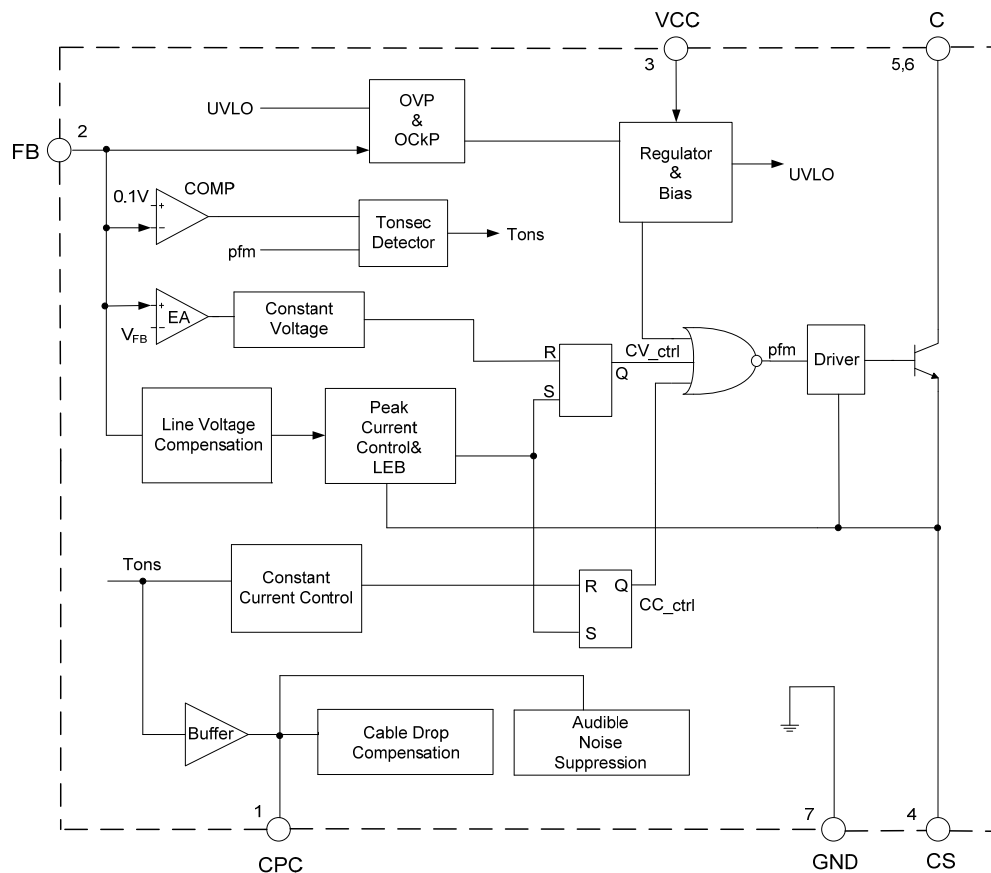 VCC
C
3
5,6
FB
2
UVLO
OVP
&
OCkP
Regulator
&
Bias
UVLO
0.1V
+
−
COMP
pfm
Tonsec
Detector
Tons
+
−
EA
VFB
Constant
Voltage
R
S
Q
CV_ctrl
pfm
Driver
Line Voltage
Compensation
Peak
Current
Control&
LEB
Tons
Constant
Current Control
R
Q
S
CC_ctrl
Buffer
Cable Drop
Compensation
Audible
Noise
Suppression
1
7
4
CPC
GND
CS